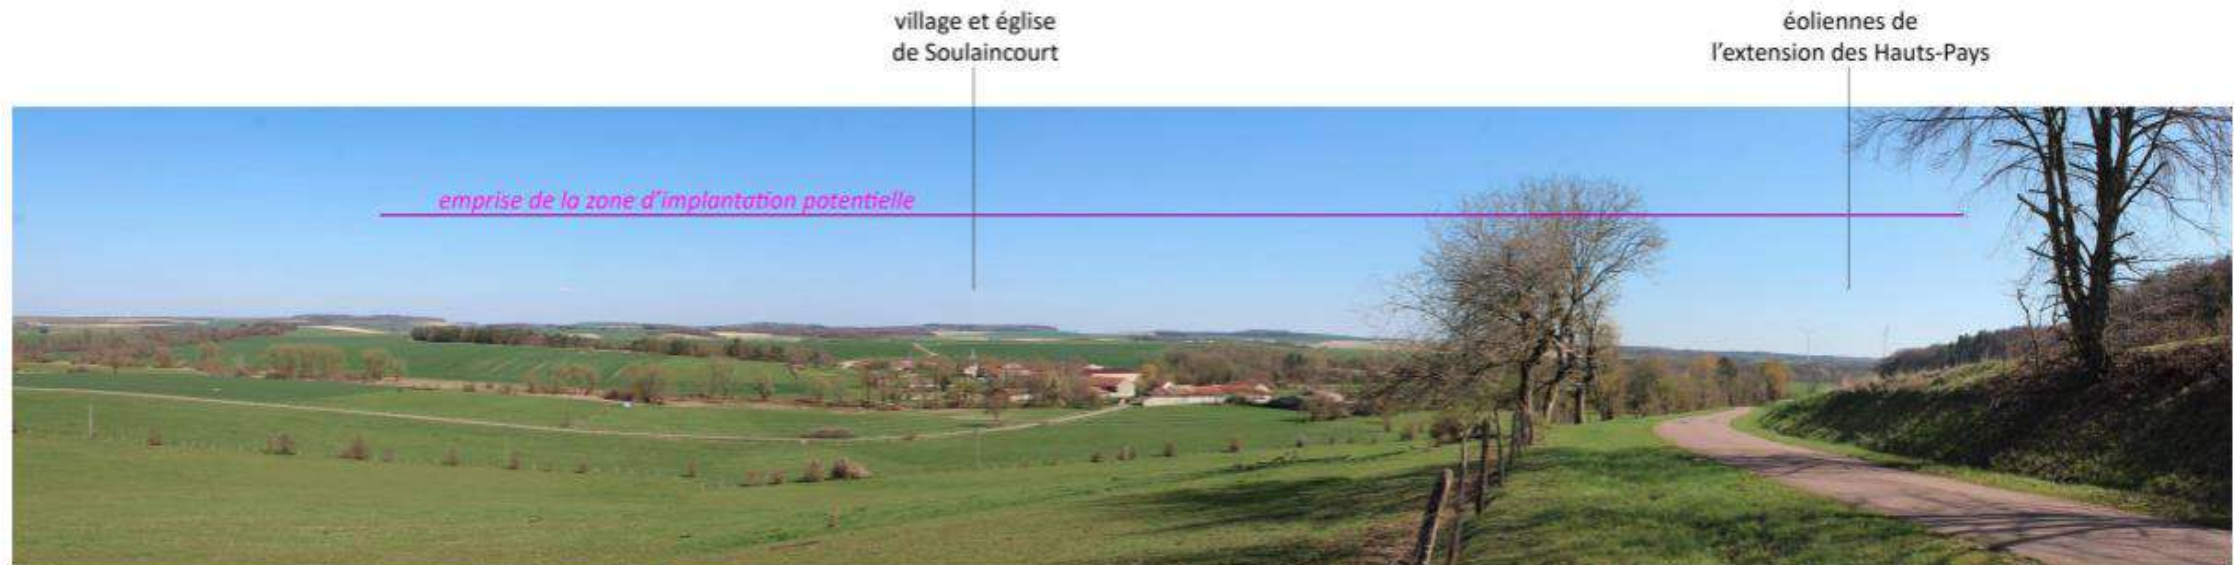 village et église
de Soulaincourt
éoliennes de
l'extension des Hauts-Pays
emprise de la zone d'implantation potentielle